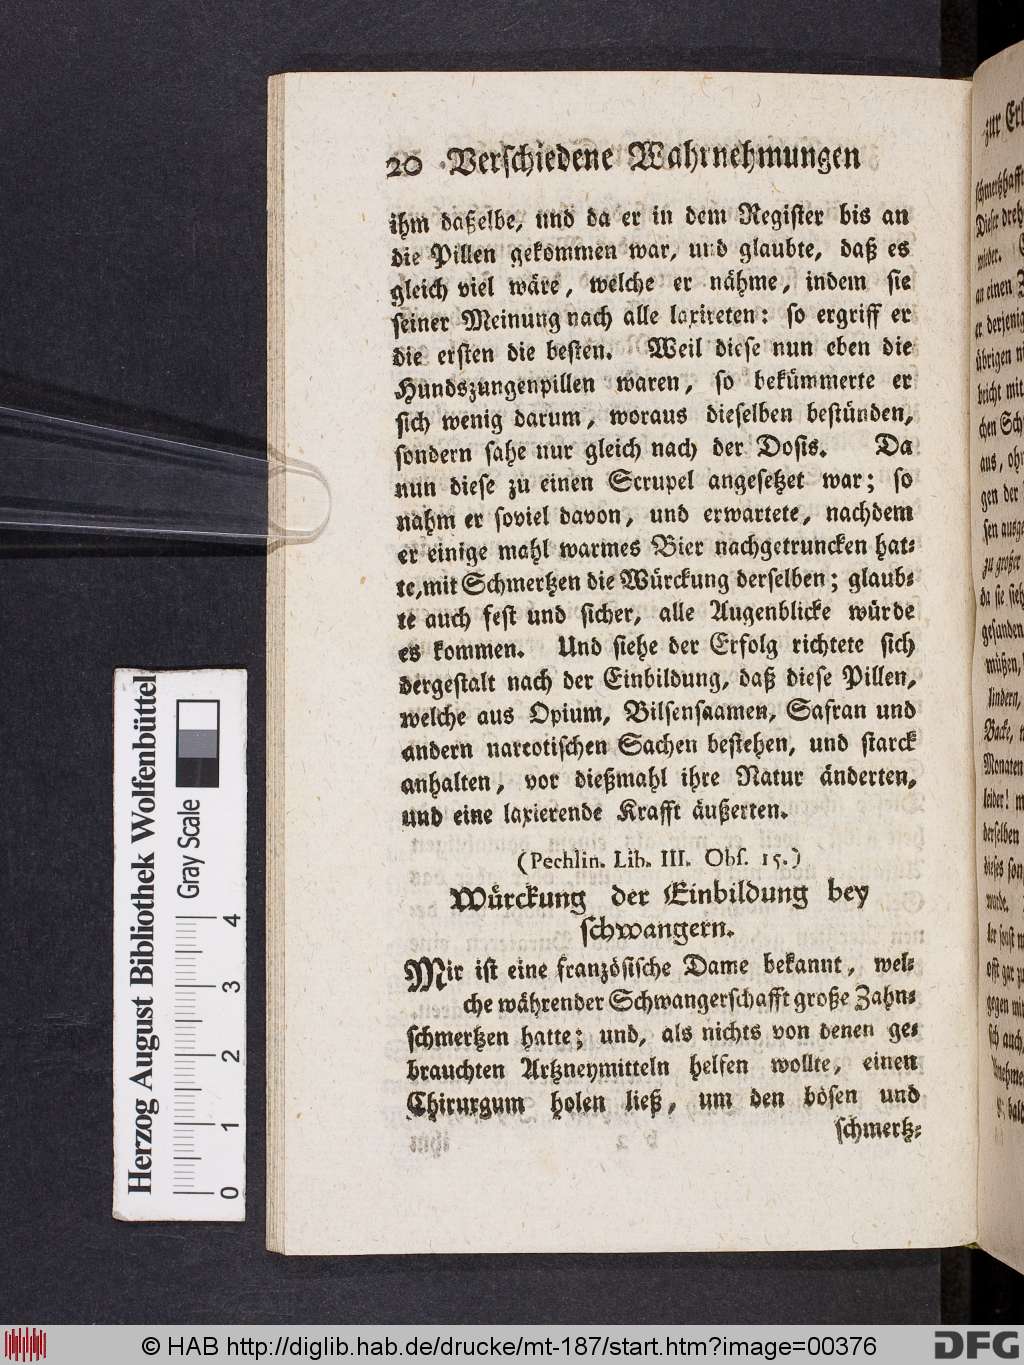 20 Verschiedene Wahrnehmungen
ihm daßelbe, und da er in dem Register bis an
die Pillen gekommen war, und glaubte, daß es
gleich viel wäre, welche er nähme, indem sie
seiner Meinung nach alle laxireten: so ergriff er
die ersten die besten. Weil diese nun eben die
Hundszungenpillen waren, so bekümmerte er
sich wenig darum, woraus dieselben bestünden,
sondern sahe nur gleich nach der Dosis. Da
nun diese zu einen Scrupel angesetzet war; so
nahm er soviel davon, und erwartete, nachdem
er einige mahl warmes Bier nachgetruncken hat-
te, mit Schmertzen die Würckung derselben; glaub-
te auch fest und sicher, alle Augenblicke würde
es kommen. Und siehe der Erfolg richtete sich
dergestalt nach der Einbildung, daß diese Pillen,
welche aus Opium, Bilsensaamen, Safran und
andern narcotischen Sachen bestehen, und starck
anhalten, vor dießmahl ihre Natur änderten,
und eine laxierende Krafft äußerten.
(Pechlin. Lib. III. Obs. 15.)
Würckung der Einbildung bey
schwangern.
Mir ist eine französische Dame bekannt, wel-
che währender Schwangerschafft große Zahn-
schmertzen hatte; und, als nichts von denen ge-
brauchten Artzneymitteln helfen wollte, einen
Chirurgum holen ließ, um den bösen und
schmertz-
zur
Herzog August Bibliothek Wolfenbüttel
Gray Scale
0 1 2 3 4
© HAB http://diglib.hab.de/drucke/mt-187/start.htm?image=00376
DFG